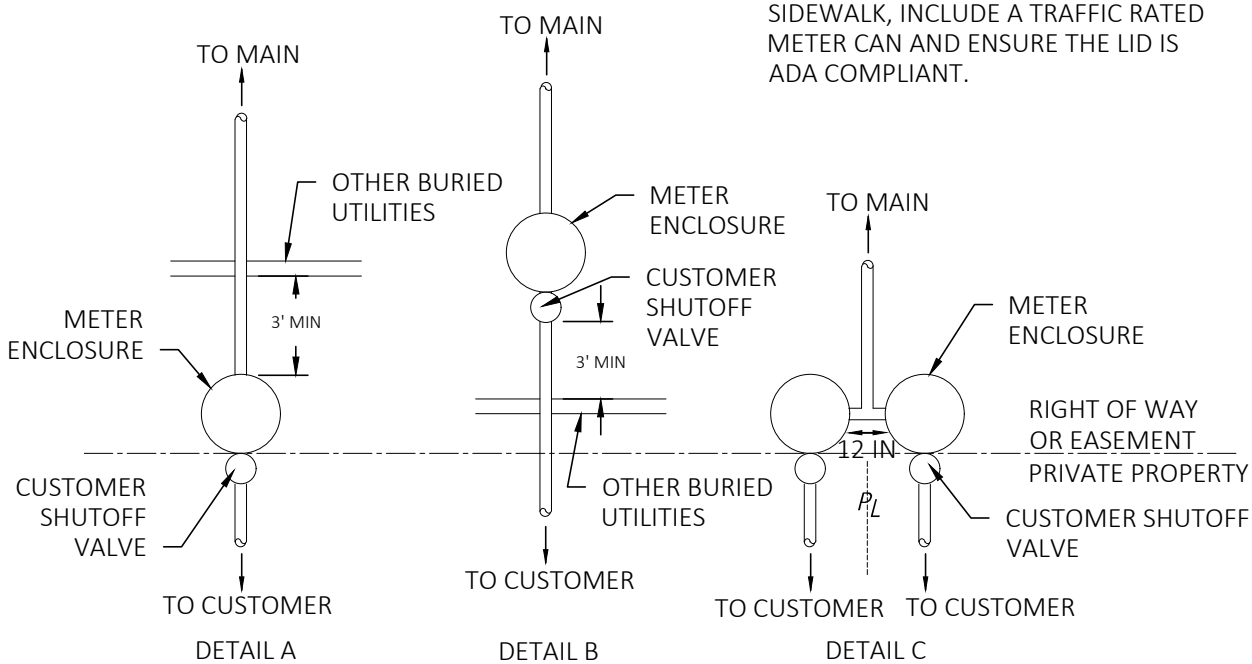 SIDEWALK, INCLUDE A TRAFFIC RATED
METER CAN AND ENSURE THE LID IS
ADA COMPLIANT.
TO MAIN
OTHER BURIED
UTILITIES
3' MIN
METER
ENCLOSURE
CUSTOMER
SHUTOFF
VALVE
TO CUSTOMER
DETAIL A
TO MAIN
METER
ENCLOSURE
CUSTOMER
SHUTOFF
VALVE
3' MIN
OTHER BURIED
UTILITIES
TO CUSTOMER
DETAIL B
TO MAIN
METER
ENCLOSURE
12 IN
RIGHT OF WAY
OR EASEMENT
PRIVATE PROPERTY
PL
CUSTOMER SHUTOFF
VALVE
TO CUSTOMER
TO CUSTOMER
DETAIL C